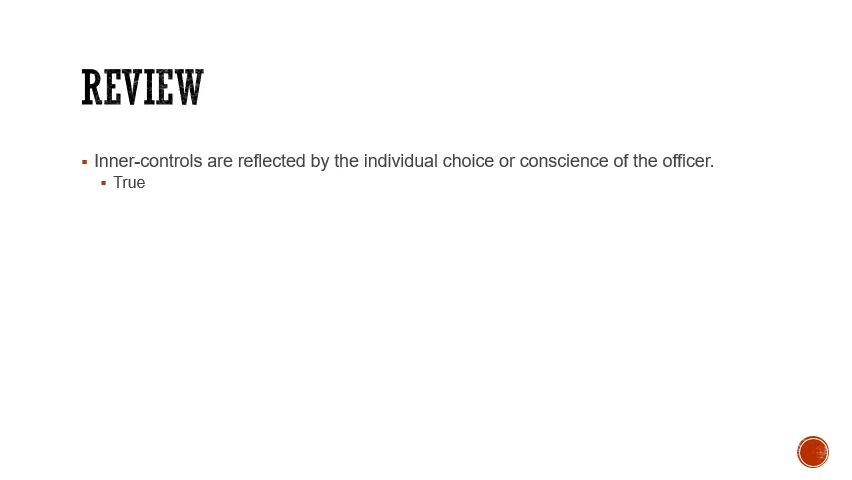 REVIEW
Inner-controls are reflected by the individual choice or conscience of the officer.
True